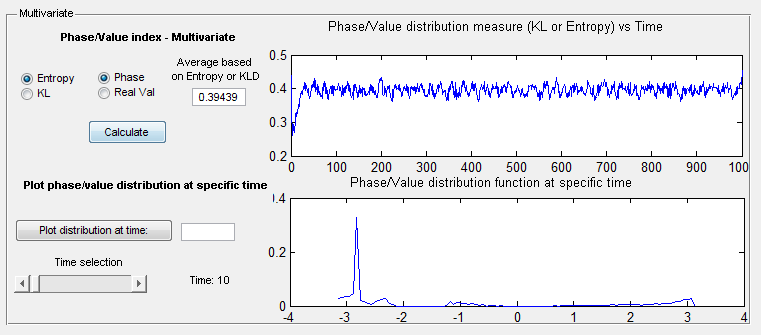 Multivariate
Phase/Value index - Multivariate
Entropy
KL
Phase
Real Val
Average based
on Entropy or KLD
0.39439
Calculate
Phase/Value distribution measure (KL or Entropy) vs Time
0.5
0.4
0.3
0.2
0 100 200 300 400 500 600 700 800 900 1000
Plot phase/value distribution at specific time
Plot distribution at time:
Time selection
Time: 10
Phase/Value distribution function at specific time
0.4
0.2
0
-4 -3 -2 -1 0 1 2 3 4